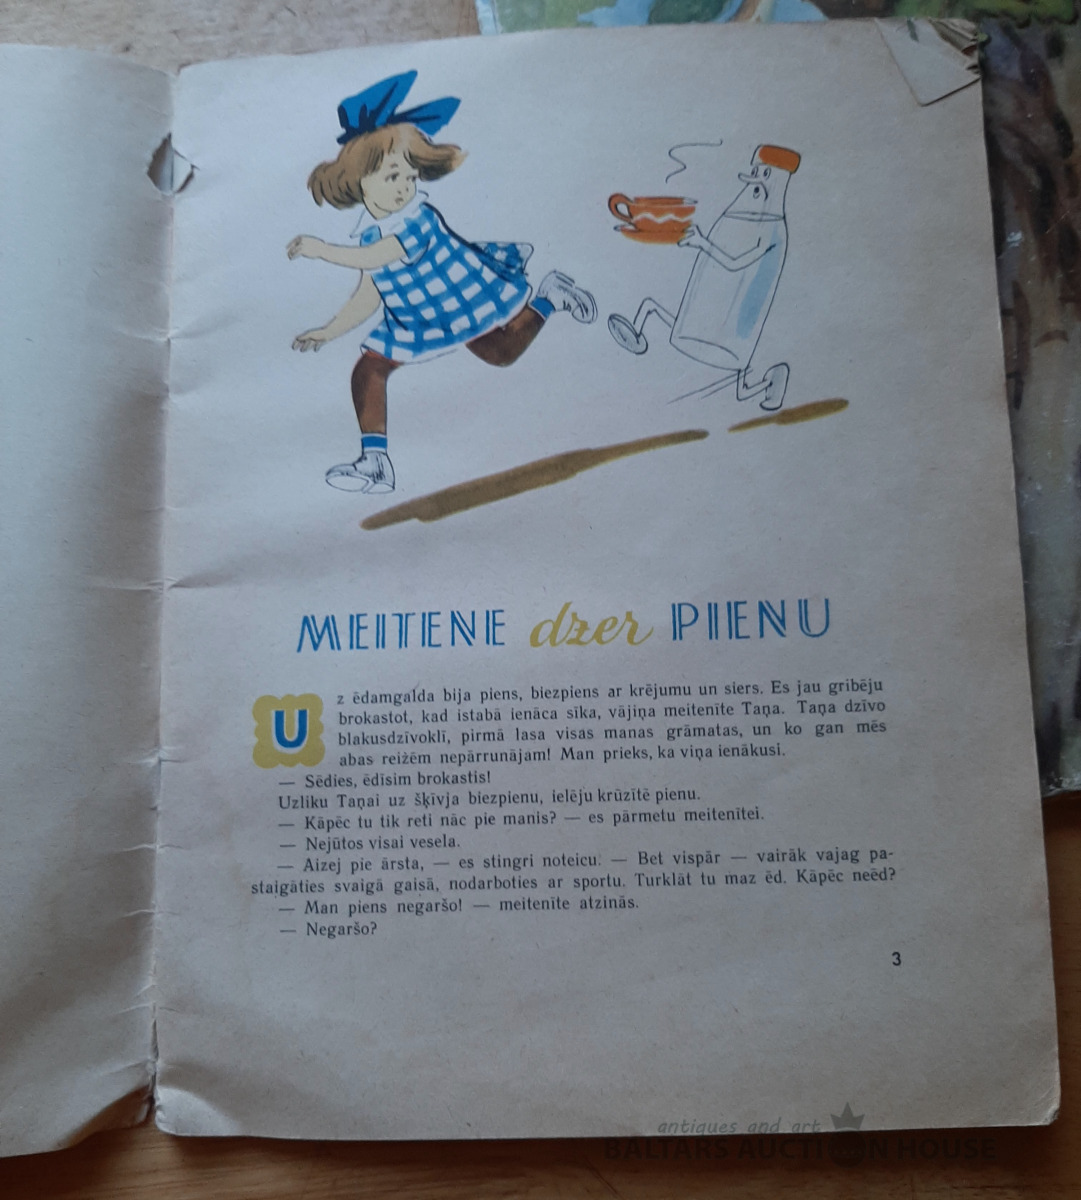 MEITENE dzer PIENU
Uz ēdamgalda bija piens, biezpiens ar krējumu un siers. Es jau gribēju
brokastot, kad istabā ienāca sīka, vājiņa meitenīte Taņa. Taņa dzīvo
blakusdzīvoklī, pirmā lasa visas manas grāmatas, un ko gan mēs
abas reizēm nepārrunājam! Man prieks, ka viņa ienākusi.
— Sēdies, ēdīsim brokastis!
Uzliku Taņai uz šķīvja biezpienu, ielēju krūzītē pienu.
— Kāpēc tu tik reti nāc pie manis? — es pārmetu meitenītei.
— Nejūtos visai vesela.
— Aizej pie ārsta, — es stingri noteicu. — Bet vispār — vairāk vajag pa-
staigāties svaigā gaisā, nodarboties ar sportu. Turklāt tu maz ēd. Kāpēc neēd?
— Man piens negaršo! — meitenīte atzinās.
— Negaršo?
3
antiques and art
BALTARS AUCTION HOUSE